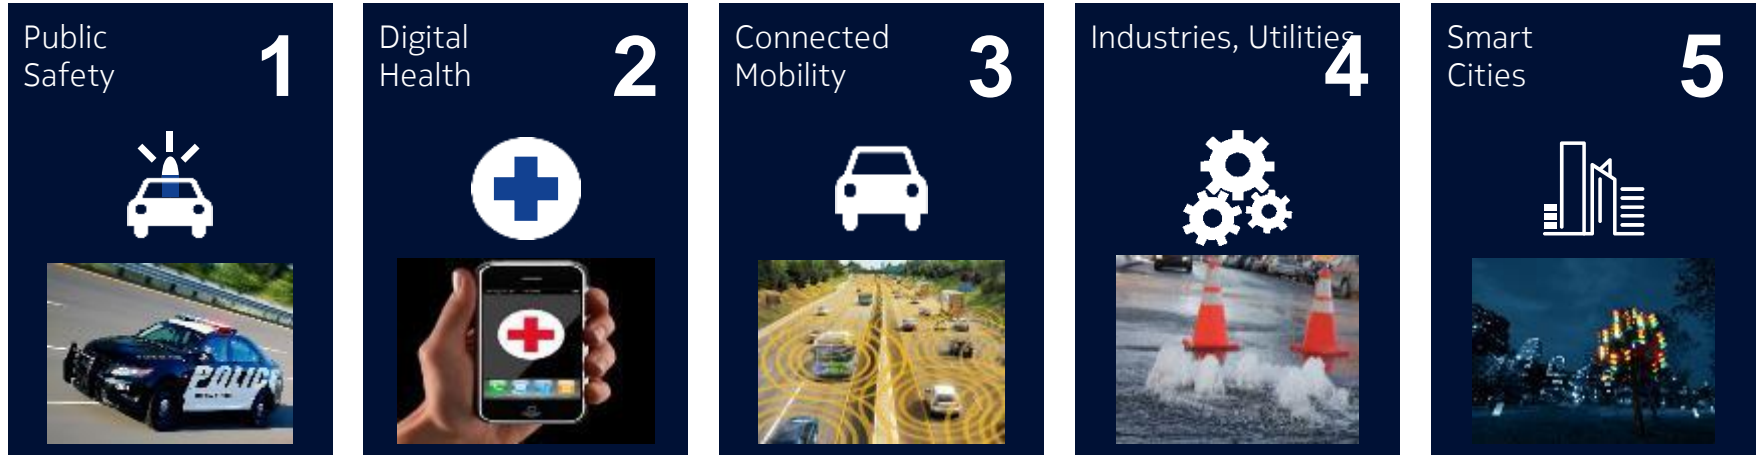 Public
Safety
1
Digital
Health
2
Connected
Mobility
3
Industries, Utilities
4
Smart
Cities
5
POLICE